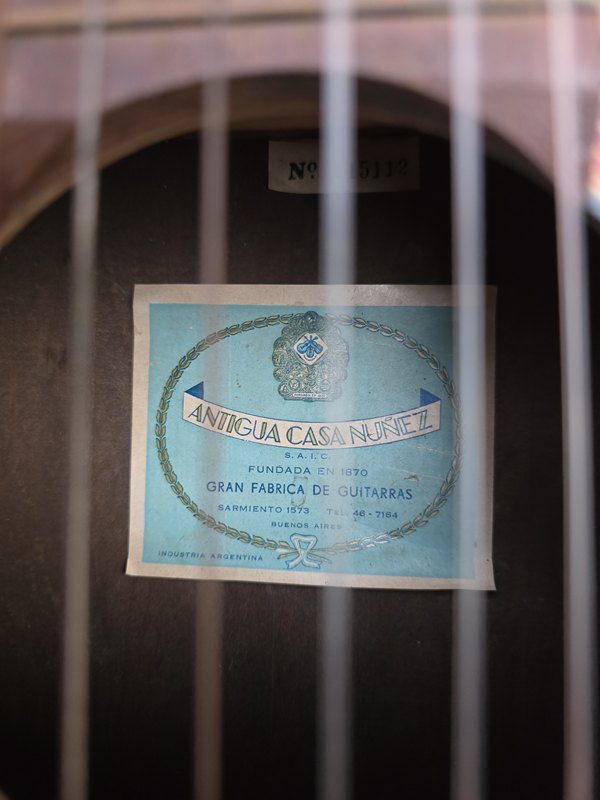 Nº 5112
ANTIGUA CASA NUÑEZ
S.A.I.C.
FUNDADA EN 1870
GRAN FABRICA DE GUITARRAS
SARMIENTO 1573 TEL. 46-7164
BUENOS AIRES
INDUSTRIA ARGENTINA